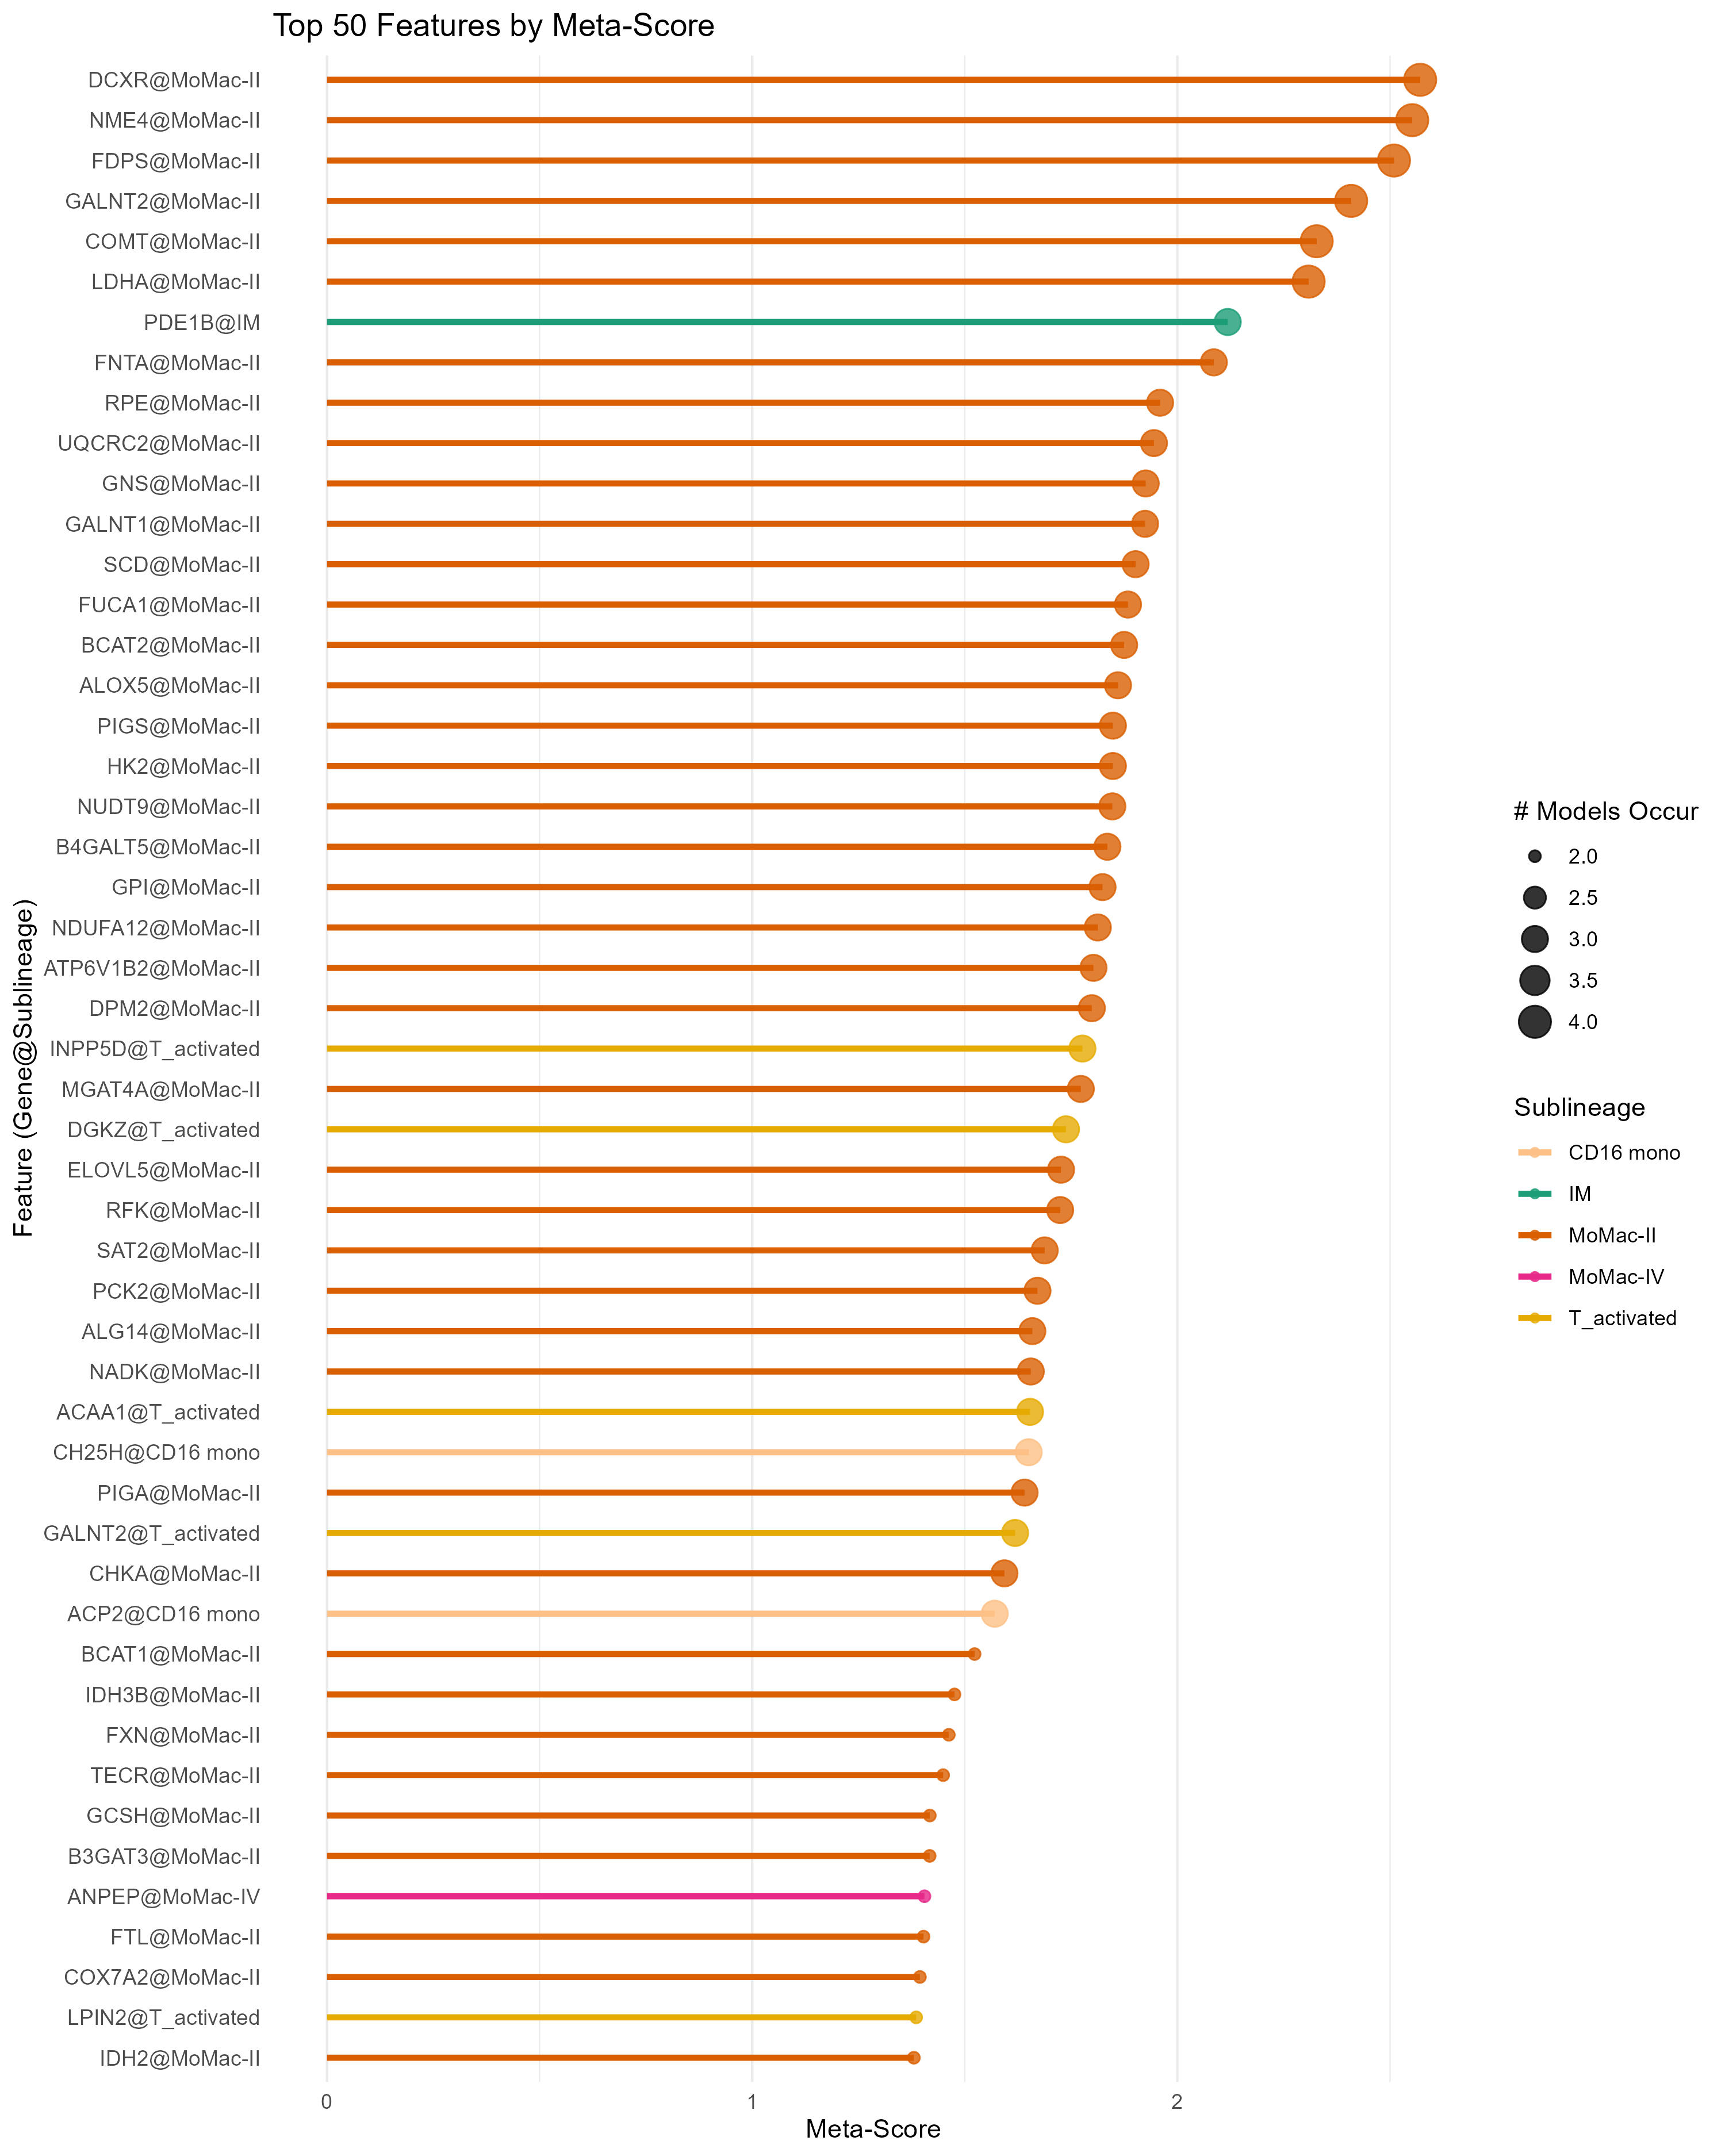 Top 50 Features by Meta-Score
DCXR@MoMac-II
NME4@MoMac-II
FDPS@MoMac-II
GALNT2@MoMac-II
COMT@MoMac-II
LDHA@MoMac-II
PDE1B@IM
FNTA@MoMac-II
RPE@MoMac-II
UQCRC2@MoMac-II
GNS@MoMac-II
GALNT1@MoMac-II
SCD@MoMac-II
FUCA1@MoMac-II
BCAT2@MoMac-II
ALOX5@MoMac-II
PIGS@MoMac-II
HK2@MoMac-II
NUDT9@MoMac-II
B4GALT5@MoMac-II
GPI@MoMac-II
NDUFA12@MoMac-II
ATP6V1B2@MoMac-II
DPM2@MoMac-II
INPP5D@T_activated
MGAT4A@MoMac-II
DGKZ@T_activated
ELOVL5@MoMac-II
RFK@MoMac-II
SAT2@MoMac-II
PCK2@MoMac-II
ALG14@MoMac-II
NADK@MoMac-II
ACAA1@T_activated
CH25H@CD16 mono
PIGA@MoMac-II
GALNT2@T_activated
CHKA@MoMac-II
ACP2@CD16 mono
BCAT1@MoMac-II
IDH3B@MoMac-II
FXN@MoMac-II
TECR@MoMac-II
GCSH@MoMac-II
B3GAT3@MoMac-II
ANPEP@MoMac-IV
FTL@MoMac-II
COX7A2@MoMac-II
LPIN2@T_activated
IDH2@MoMac-II
Feature (Gene@Sublineage)
0
1
2
Meta-Score
# Models Occur
2.0
2.5
3.0
3.5
4.0
Sublineage
CD16 mono
IM
MoMac-II
MoMac-IV
T_activated